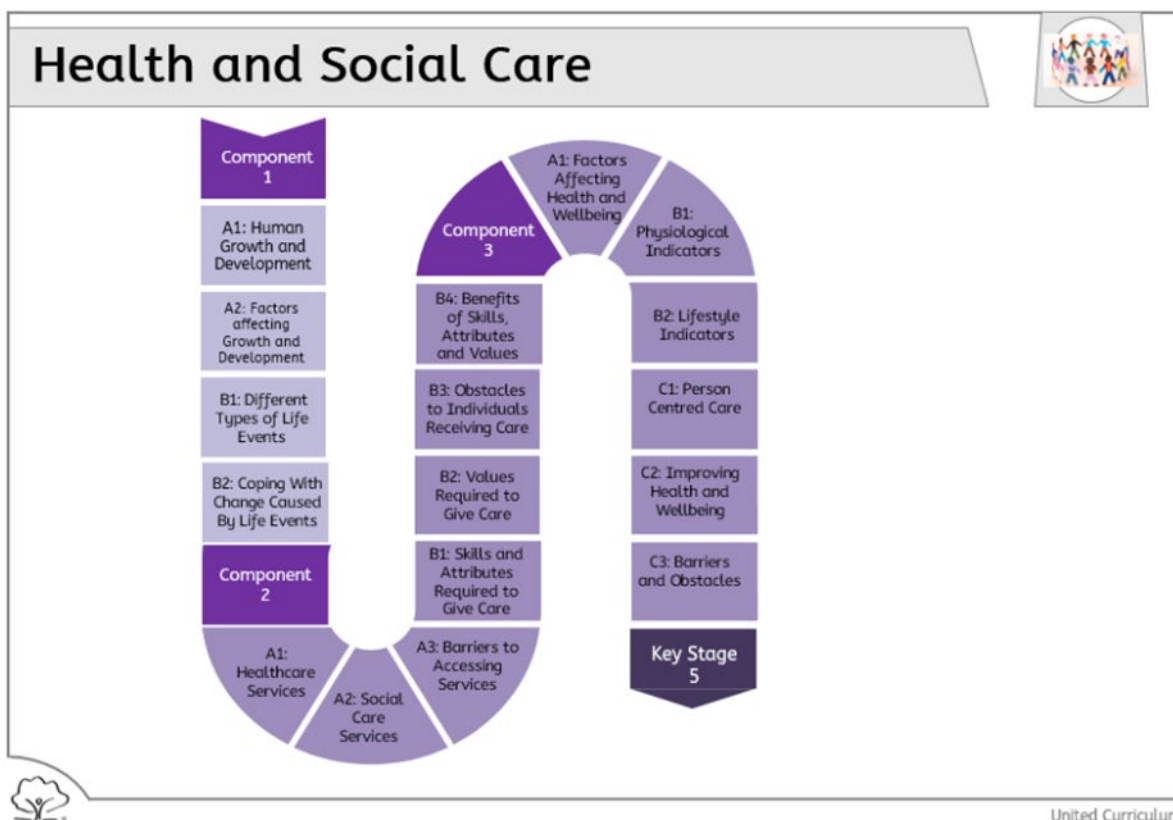 Health and Social Care
Component
1
A1: Human
Growth and
Development
A2: Factors
affecting
Growth and
Development
B1: Different
Types of Life
Events
B2: Coping With
Change Caused
By Life Events
Component
2
A1:
Healthcare
Services
A2: Social
Care
Services
A3: Barriers to
Accessing
Services
B1: Skills and
Attributes
Required to
Give Care
B2: Values
Required to
Give Care
B3: Obstacles
to Individuals
Receiving Care
B4: Benefits
of Skills,
Attributes
and Values
Component
3
A1: Factors
Affecting
Health and
Wellbeing
B1:
Physiological
Indicators
B2: Lifestyle
Indicators
C1: Person
Centred Care
C2: Improving
Health and
Wellbeing
C3: Barriers
and Obstacles
Key Stage
5
United Curriculum